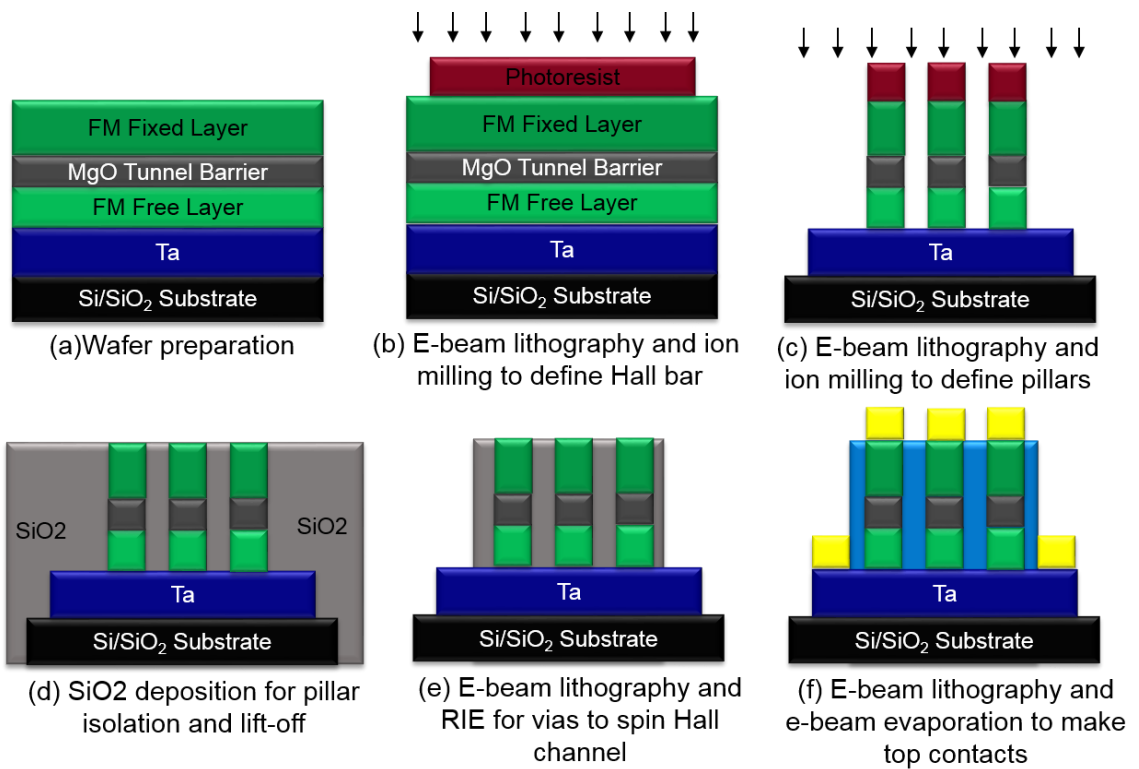 FM Fixed Layer
MgO Tunnel Barrier
FM Free Layer
Ta
Si/SiO₂ Substrate
(a)Wafer preparation
Photoresist
FM Fixed Layer
MgO Tunnel Barrier
FM Free Layer
Ta
Si/SiO₂ Substrate
(b) E-beam lithography and ion
milling to define Hall bar
Ta
Si/SiO₂ Substrate
(c) E-beam lithography and
ion milling to define pillars
SiO2
SiO2
Ta
Si/SiO₂ Substrate
(d) SiO2 deposition for pillar
isolation and lift-off
Ta
Si/SiO₂ Substrate
(e) E-beam lithography and
RIE for vias to spin Hall
channel
Ta
Si/SiO₂ Substrate
(f) E-beam lithography and
e-beam evaporation to make
top contacts